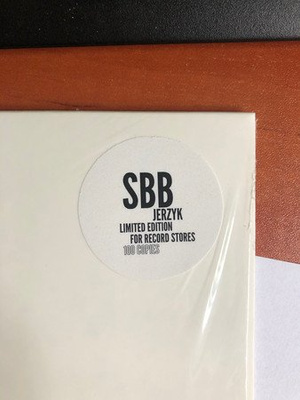 SBB
JERZYK
LIMITED EDITION
FOR RECORD STORES
100 COPIES